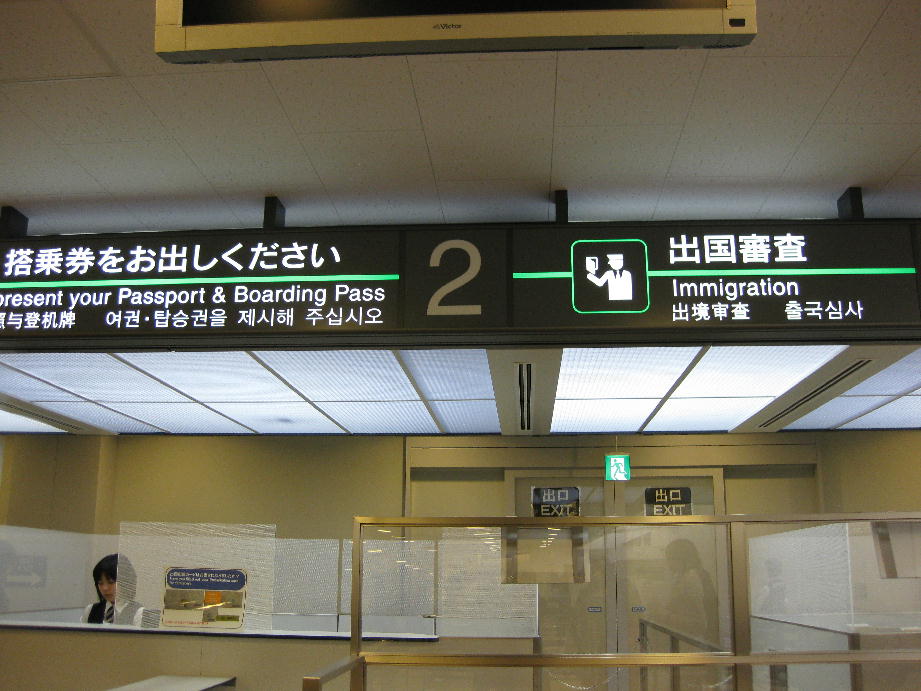 Victor
搭乗券をお出しください
present your Passport & Boarding Pass
照与登机牌 여권·탑승권을 제시해 주십시오
2
出国審査
Immigration
出境审查 출국심사
出口
EXIT
出口
EXIT